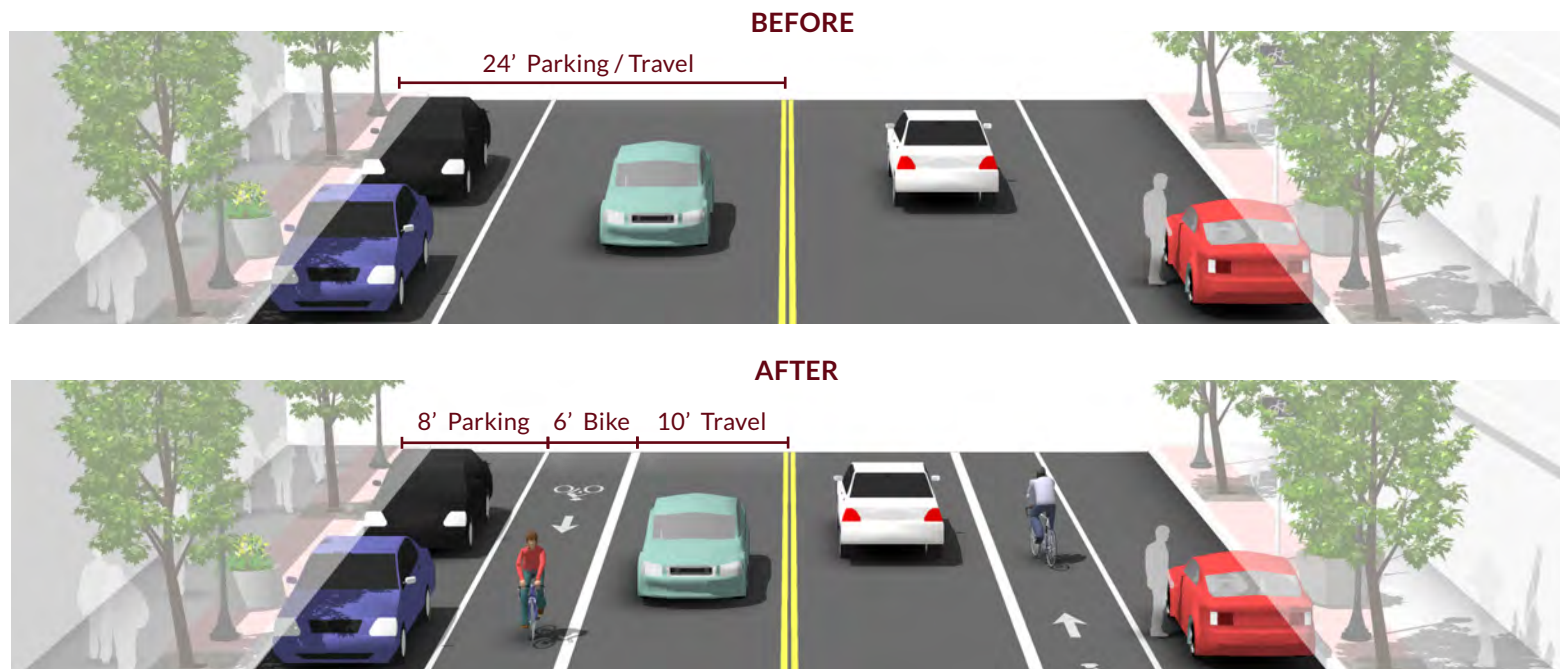 BEFORE
24’ Parking / Travel
AFTER
8’ Parking 6’ Bike 10’ Travel